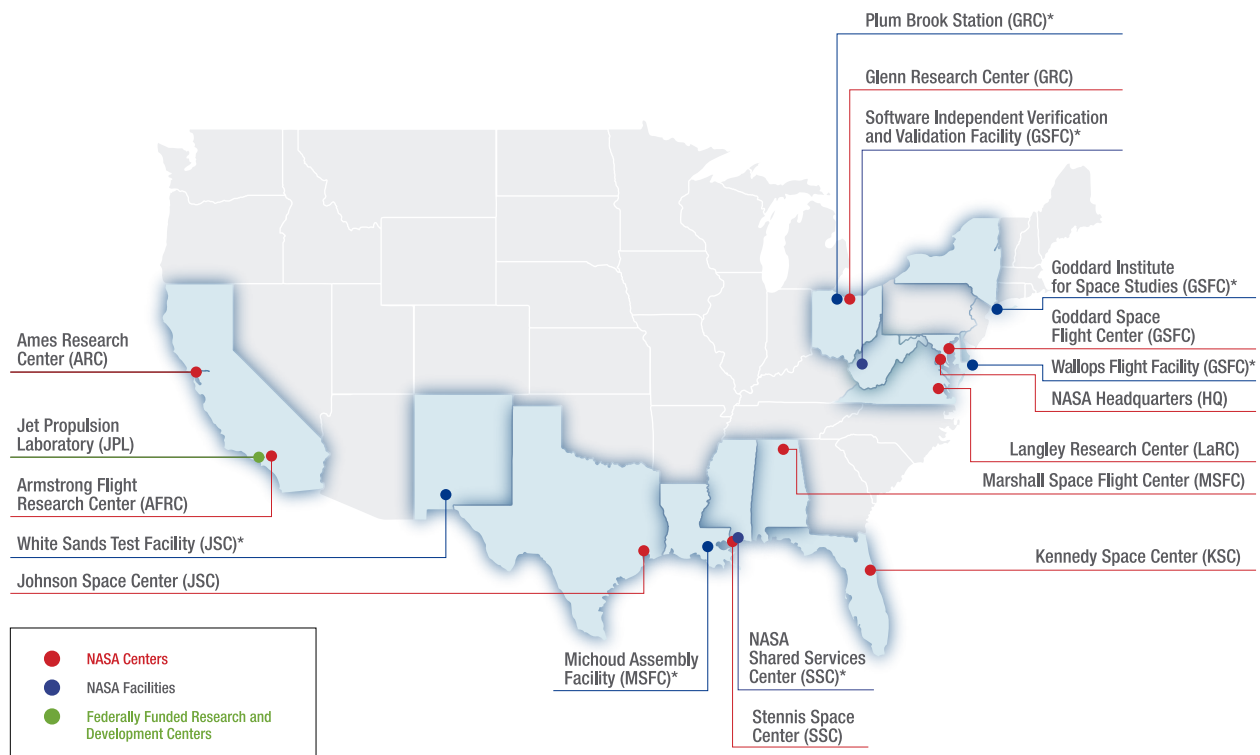 Plum Brook Station (GRC)*
Glenn Research Center (GRC)
Software Independent Verification
and Validation Facility (GSFC)*
Goddard Institute
for Space Studies (GSFC)*
Goddard Space
Flight Center (GSFC)
Wallops Flight Facility (GSFC)*
NASA Headquarters (HQ)
Langley Research Center (LaRC)
Marshall Space Flight Center (MSFC)
Kennedy Space Center (KSC)
Ames Research
Center (ARC)
Jet Propulsion
Laboratory (JPL)
Armstrong Flight
Research Center (AFRC)
White Sands Test Facility (JSC)*
Johnson Space Center (JSC)
Michoud Assembly
Facility (MSFC)*
NASA
Shared Services
Center (SSC)*
Stennis Space
Center (SSC)
NASA Centers
NASA Facilities
Federally Funded Research and
Development Centers